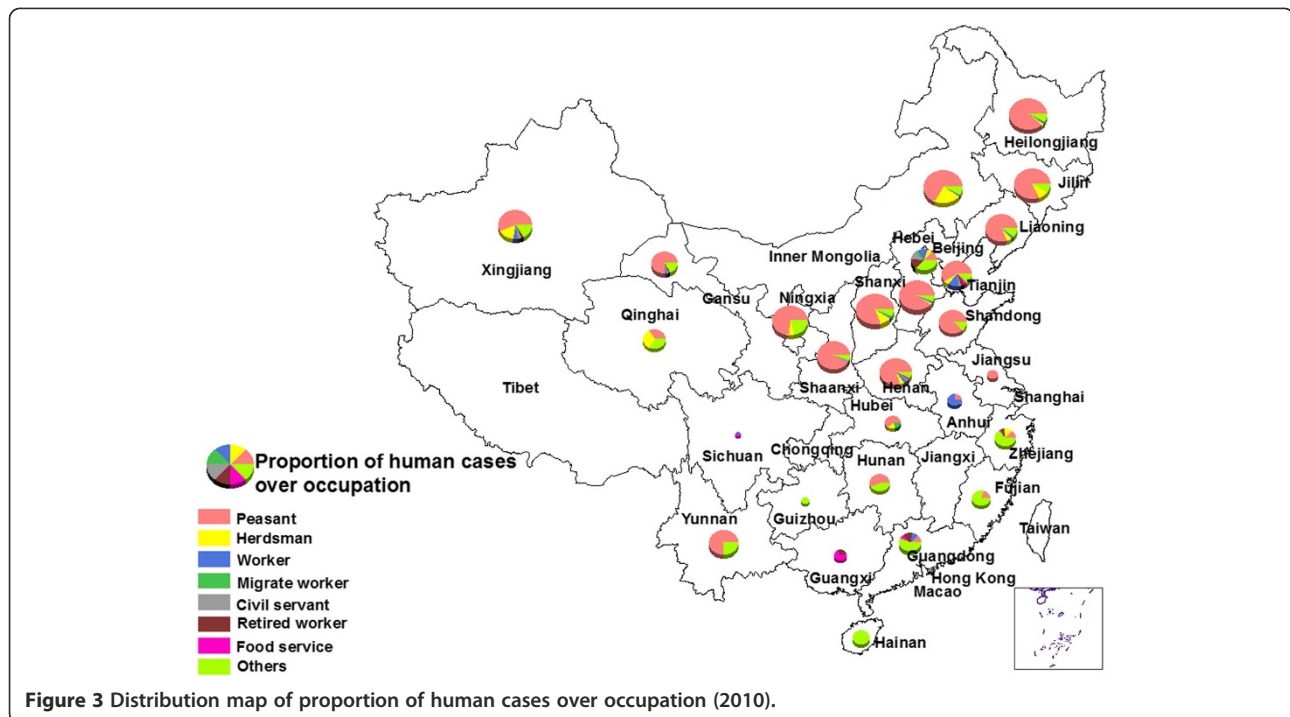 Heilongjiang
Jilin
Liaoning
Hebei
Beijing
Inner Mongolia
Tianjin
Xingjiang
Gansu
Ningxia
Shanxi
Qinghai
Shandong
Jiangsu
Tibet
Shaanxi
Henan
Shanghai
Hubei
Anhui
Sichuan
Chongqing
Hunan
Jiangxi
Zhejiang
Fujian
Yunnan
Guizhou
Taiwan
Guangdong
Guangxi
Hong Kong
Macao
Hainan
Proportion of human cases
over occupation
Peasant
Herdsman
Worker
Migrate worker
Civil servant
Retired worker
Food service
Others
Figure 3 Distribution map of proportion of human cases over occupation (2010).